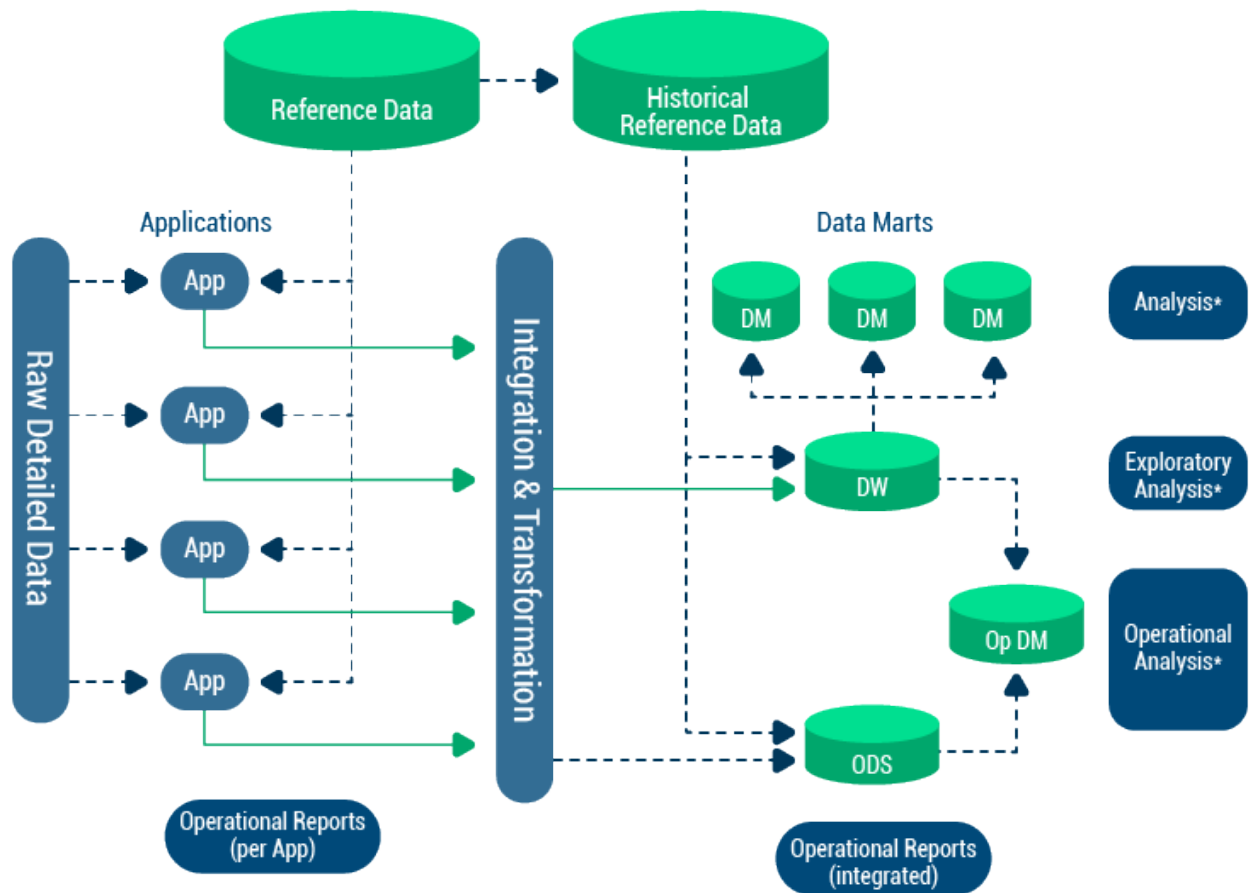 Reference Data
Historical
Reference Data
Applications
Data Marts
Raw Detailed Data
App
App
App
App
Integration & Transformation
DM
DM
DM
DW
Op DM
ODS
Analysis*
Exploratory
Analysis*
Operational
Analysis*
Operational Reports
(per App)
Operational Reports
(integrated)